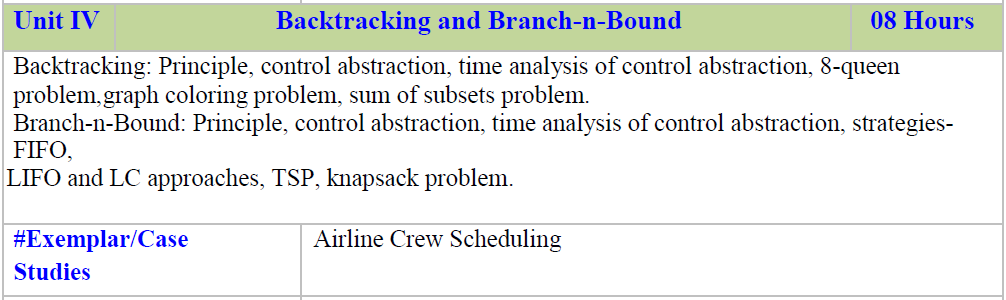 Unit IV Backtracking and Branch-n-Bound 08 Hours
Backtracking: Principle, control abstraction, time analysis of control abstraction, 8-queen
problem,graph coloring problem, sum of subsets problem.
Branch-n-Bound: Principle, control abstraction, time analysis of control abstraction, strategies-
FIFO,
LIFO and LC approaches, TSP, knapsack problem.
#Exemplar/Case Airline Crew Scheduling
Studies